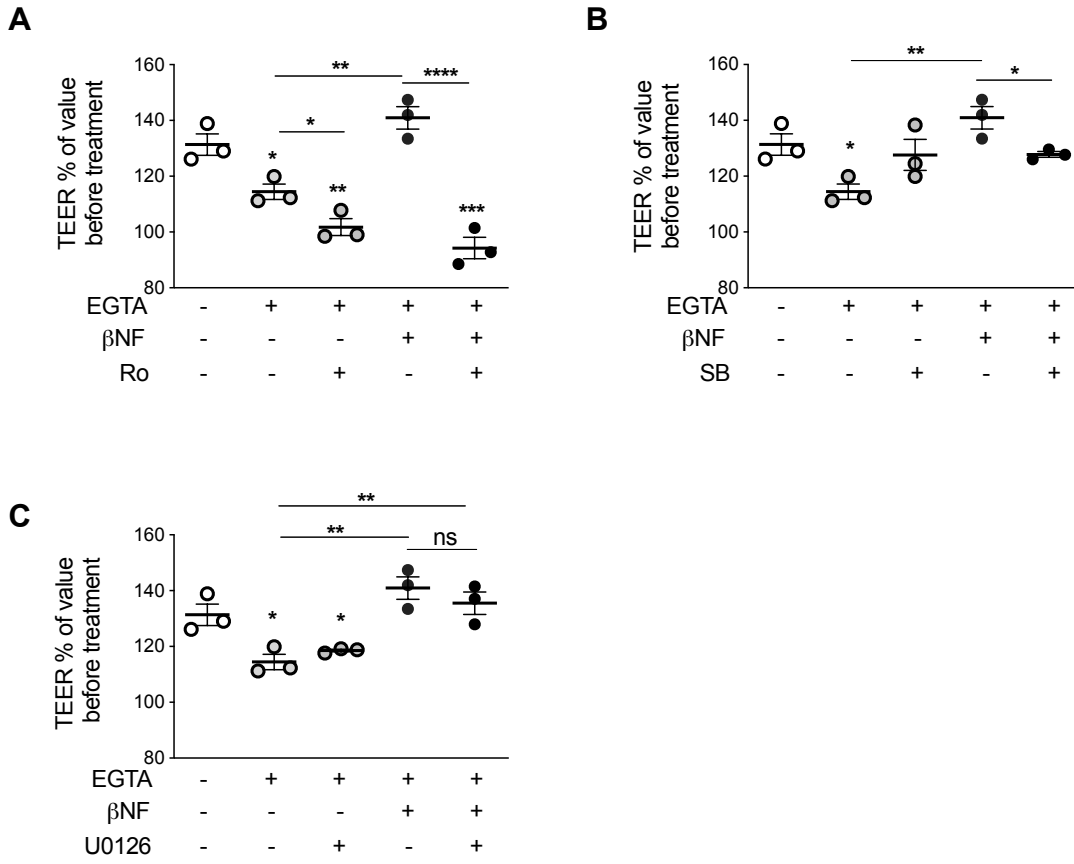 A
TEER % of value
before treatment
160
140
120
100
80
**
****
*
*
**
***
EGTA - + + + +
βNF - - - + +
Ro - - + - +
B
160
140
120
100
80
TEER % of value
before treatment
**
*
*
EGTA - + + + +
βNF - - - + +
SB - - + - +
C
160
140
120
100
80
TEER % of value
before treatment
**
**
ns
*
*
EGTA - + + + +
βNF - - - + +
U0126 - - + - +